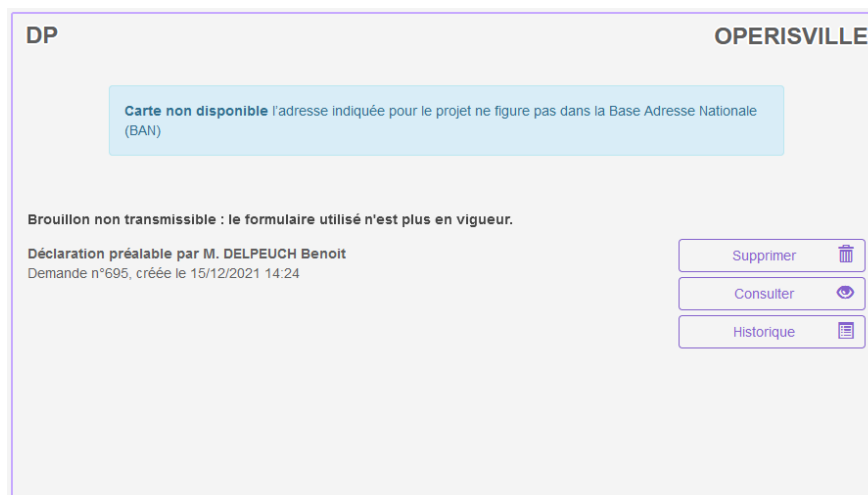 DP
OPERISVILLE
Carte non disponible l'adresse indiquée pour le projet ne figure pas dans la Base Adresse Nationale
(BAN)
Brouillon non transmissible : le formulaire utilisé n'est plus en vigueur.
Déclaration préalable par M. DELPEUCH Benoit
Demande n°695, créée le 15/12/2021 14:24
Supprimer
Consulter
Historique